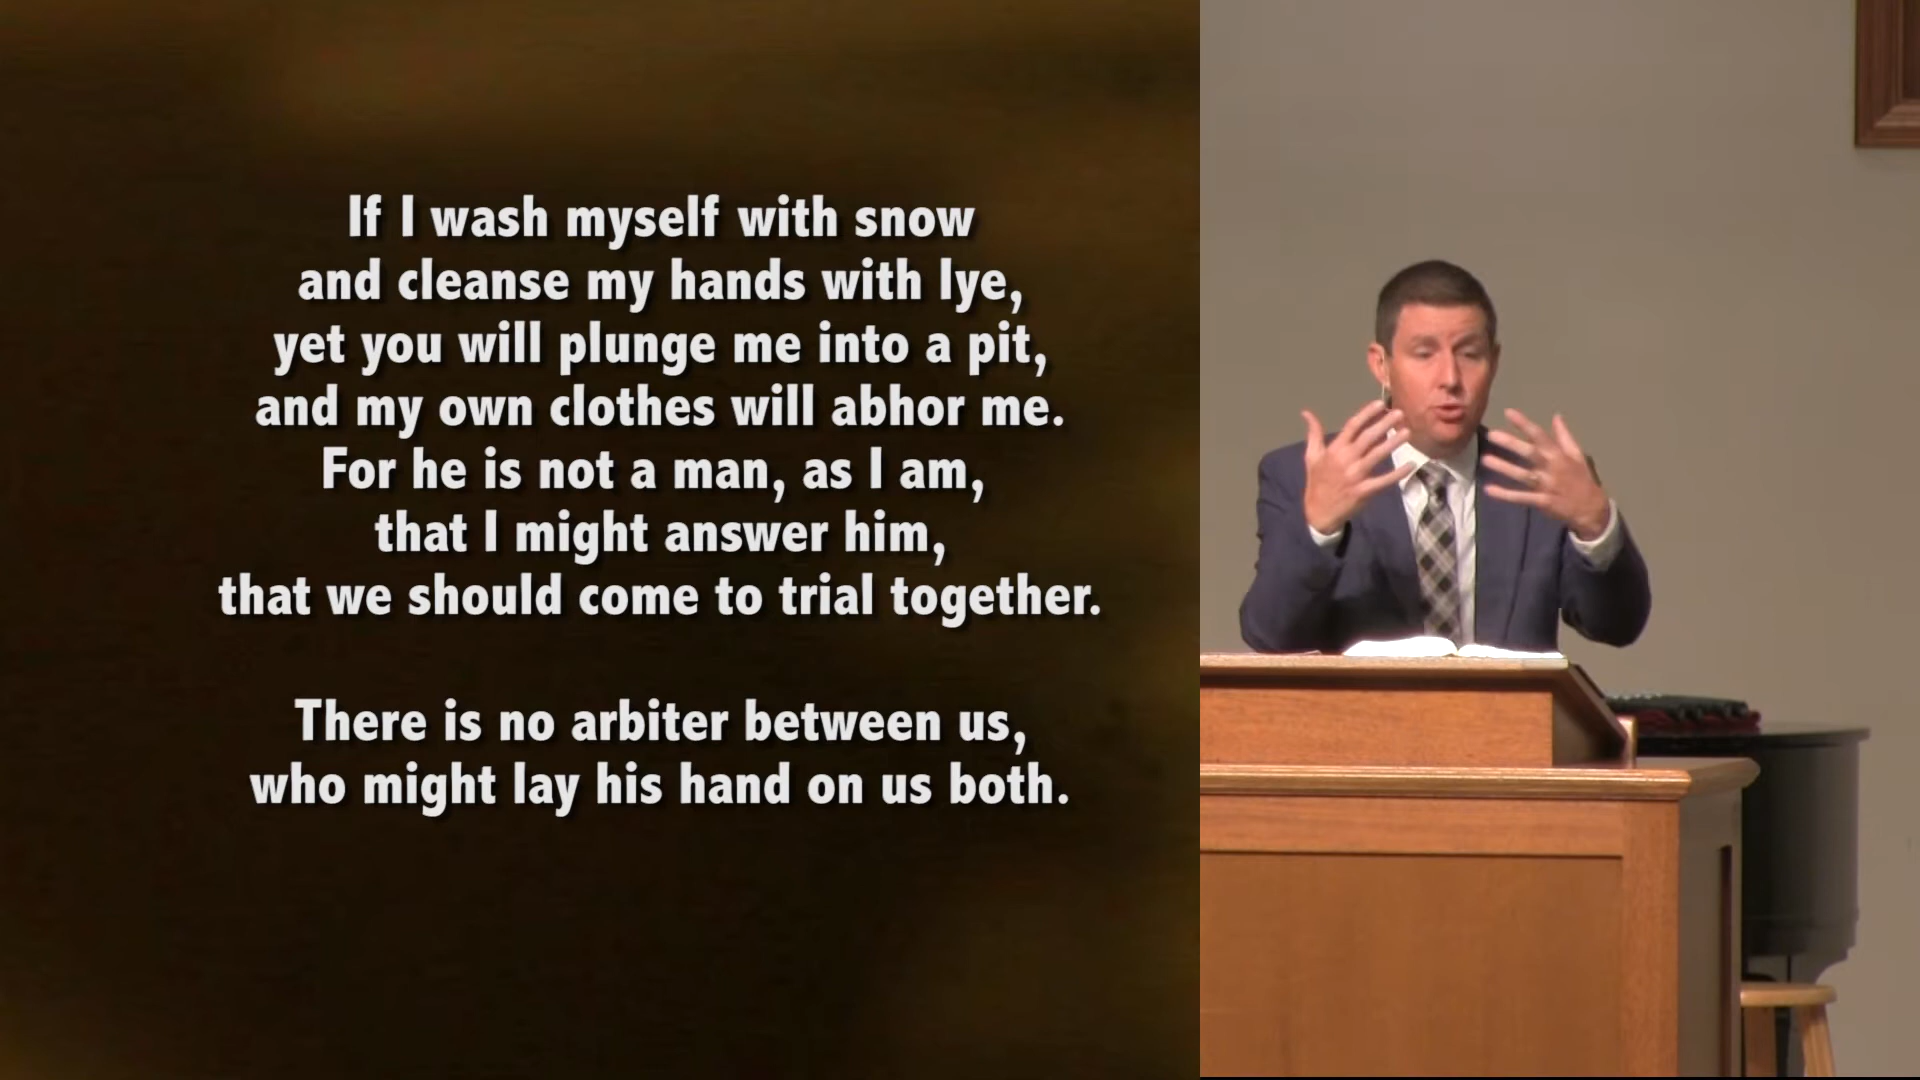 If I wash myself with snow
and cleanse my hands with lye,
yet you will plunge me into a pit,
and my own clothes will abhor me.
For he is not a man, as I am,
that I might answer him,
that we should come to trial together.
There is no arbiter between us,
who might lay his hand on us both.